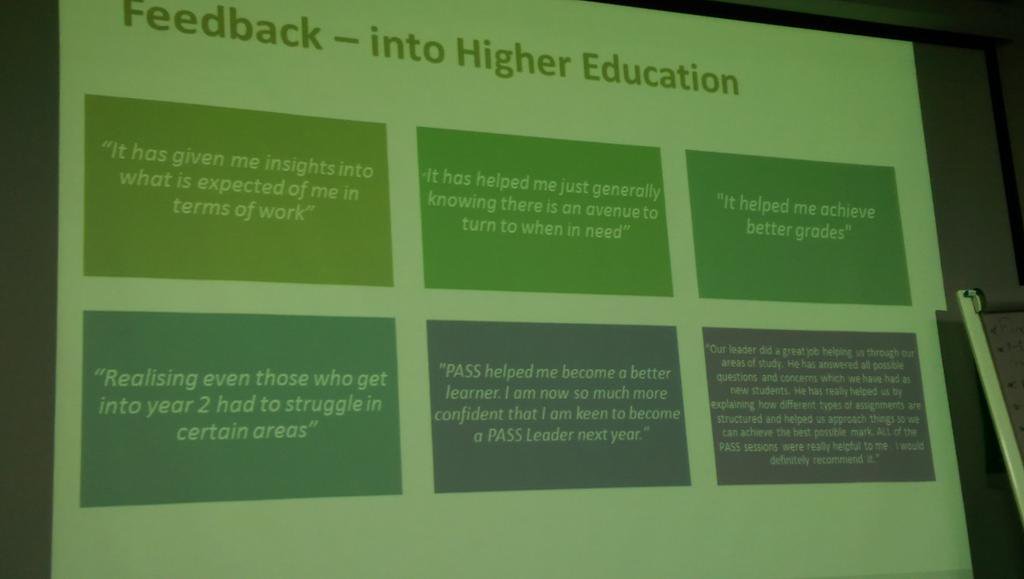 Feedback – into Higher Education
“It has given me insights into
what is expected of me in
terms of work”
“It has helped me just generally
knowing there is an avenue to
turn to when in need”
"It helped me achieve
better grades"
“Realising even those who get
into year 2 had to struggle in
certain areas”
"PASS helped me become a better
learner. I am now so much more
confident that I am keen to become
a PASS Leader next year."
"Our leader did a great job helping us through our
areas of study. He has answered all possible
questions and concerns which we have had as
new students. He has really helped us by
explaining how different types of assignments are
structured and helped us approach things so we
can achieve the best possible mark. ALL of the
PASS sessions were really helpful to me . I would
definitely recommend it."